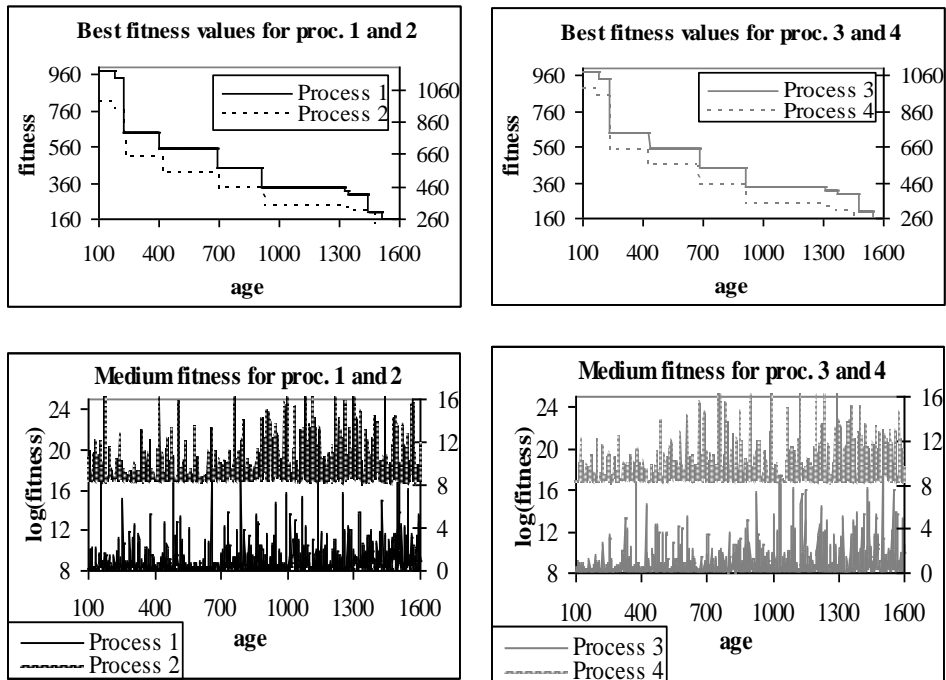 Best fitness values for proc. 1 and 2
fitness
960
760
560
360
160
1060
860
660
460
260
Process 1
Process 2
100 400 700 1000 1300 1600
age
Best fitness values for proc. 3 and 4
fitness
960
760
560
360
160
1060
860
660
460
260
Process 3
Process 4
100 400 700 1000 1300 1600
age
Medium fitness for proc. 1 and 2
log(fitness)
24
20
16
12
8
16
12
8
4
0
100 400 700 1000 1300 1600
age
Process 1
Process 2
Medium fitness for proc. 3 and 4
log(fitness)
24
20
16
12
8
16
12
8
4
0
100 400 700 1000 1300 1600
age
Process 3
Process 4